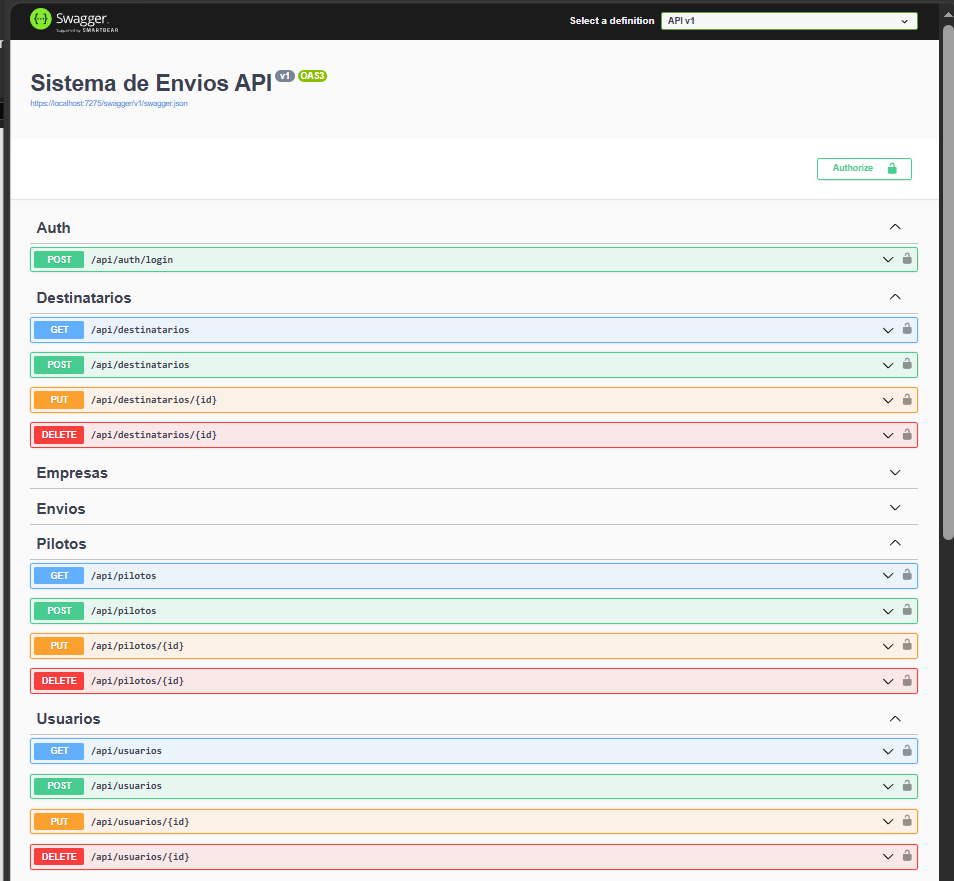 Swagger.
Supported by SMARTBEAR
Select a definition
API v1
Sistema de Envios API v1 OAS3
https://localhost:7275/swagger/v1/swagger.json
Authorize
Auth
POST /api/auth/login
Destinatarios
GET /api/destinatarios
POST /api/destinatarios
PUT /api/destinatarios/{id}
DELETE /api/destinatarios/{id}
Empresas
Envios
Pilotos
GET /api/pilotos
POST /api/pilotos
PUT /api/pilotos/{id}
DELETE /api/pilotos/{id}
Usuarios
GET /api/usuarios
POST /api/usuarios
PUT /api/usuarios/{id}
DELETE /api/usuarios/{id}